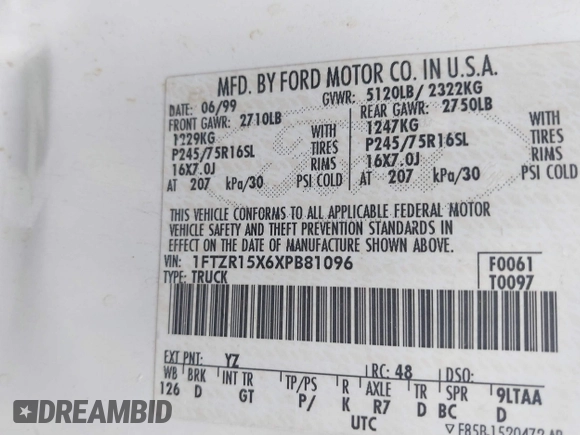 MFD. BY FORD MOTOR CO. IN U.S.A.
DATE: 06/99 GVWR: 5120LB/ 2322KG
FRONT GAWR: 2710LB REAR GAWR: 2750LB
1229KG WITH 1247KG WITH
P245/75R16SL TIRES P245/75R16SL TIRES
16X7.0J RIMS 16X7.0J RIMS
AT 207 kPa/30 PSI COLD AT 207 kPa/30 PSI COLD
THIS VEHICLE CONFORMS TO ALL APPLICABLE FEDERAL MOTOR
VEHICLE SAFETY AND THEFT PREVENTION STANDARDS IN
EFFECT ON THE DATE OF MANUFACTURE SHOWN ABOVE.
VIN: 1FTZR15X6XPB81096 F0061
TYPE: TRUCK T0097
EXT PNT: YZ RC: 48 DSO:
WB BRK INT TR TP/PS R AXLE TR SPR 9LTAA
126 D GT P/ K R7 D BC D
UTC
DREAMBID